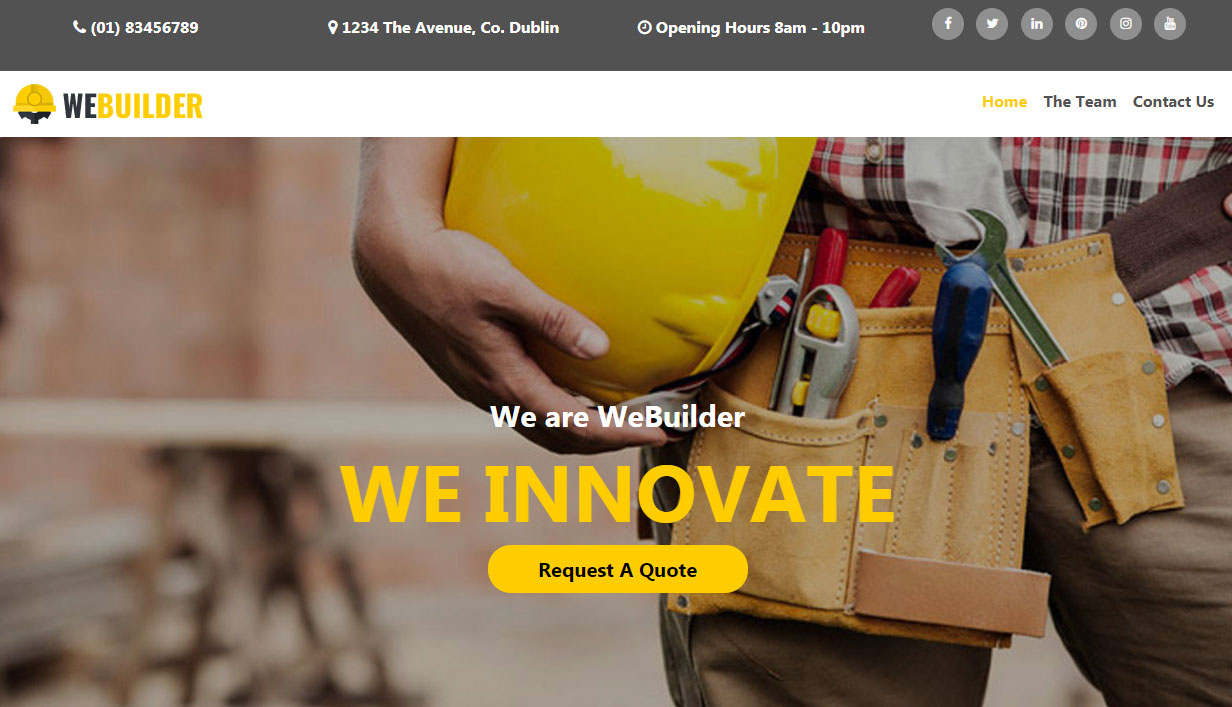 (01) 83456789
1234 The Avenue, Co. Dublin
Opening Hours 8am - 10pm
WEBUILDER
Home The Team Contact Us
We are WeBuilder
WE INNOVATE
Request A Quote